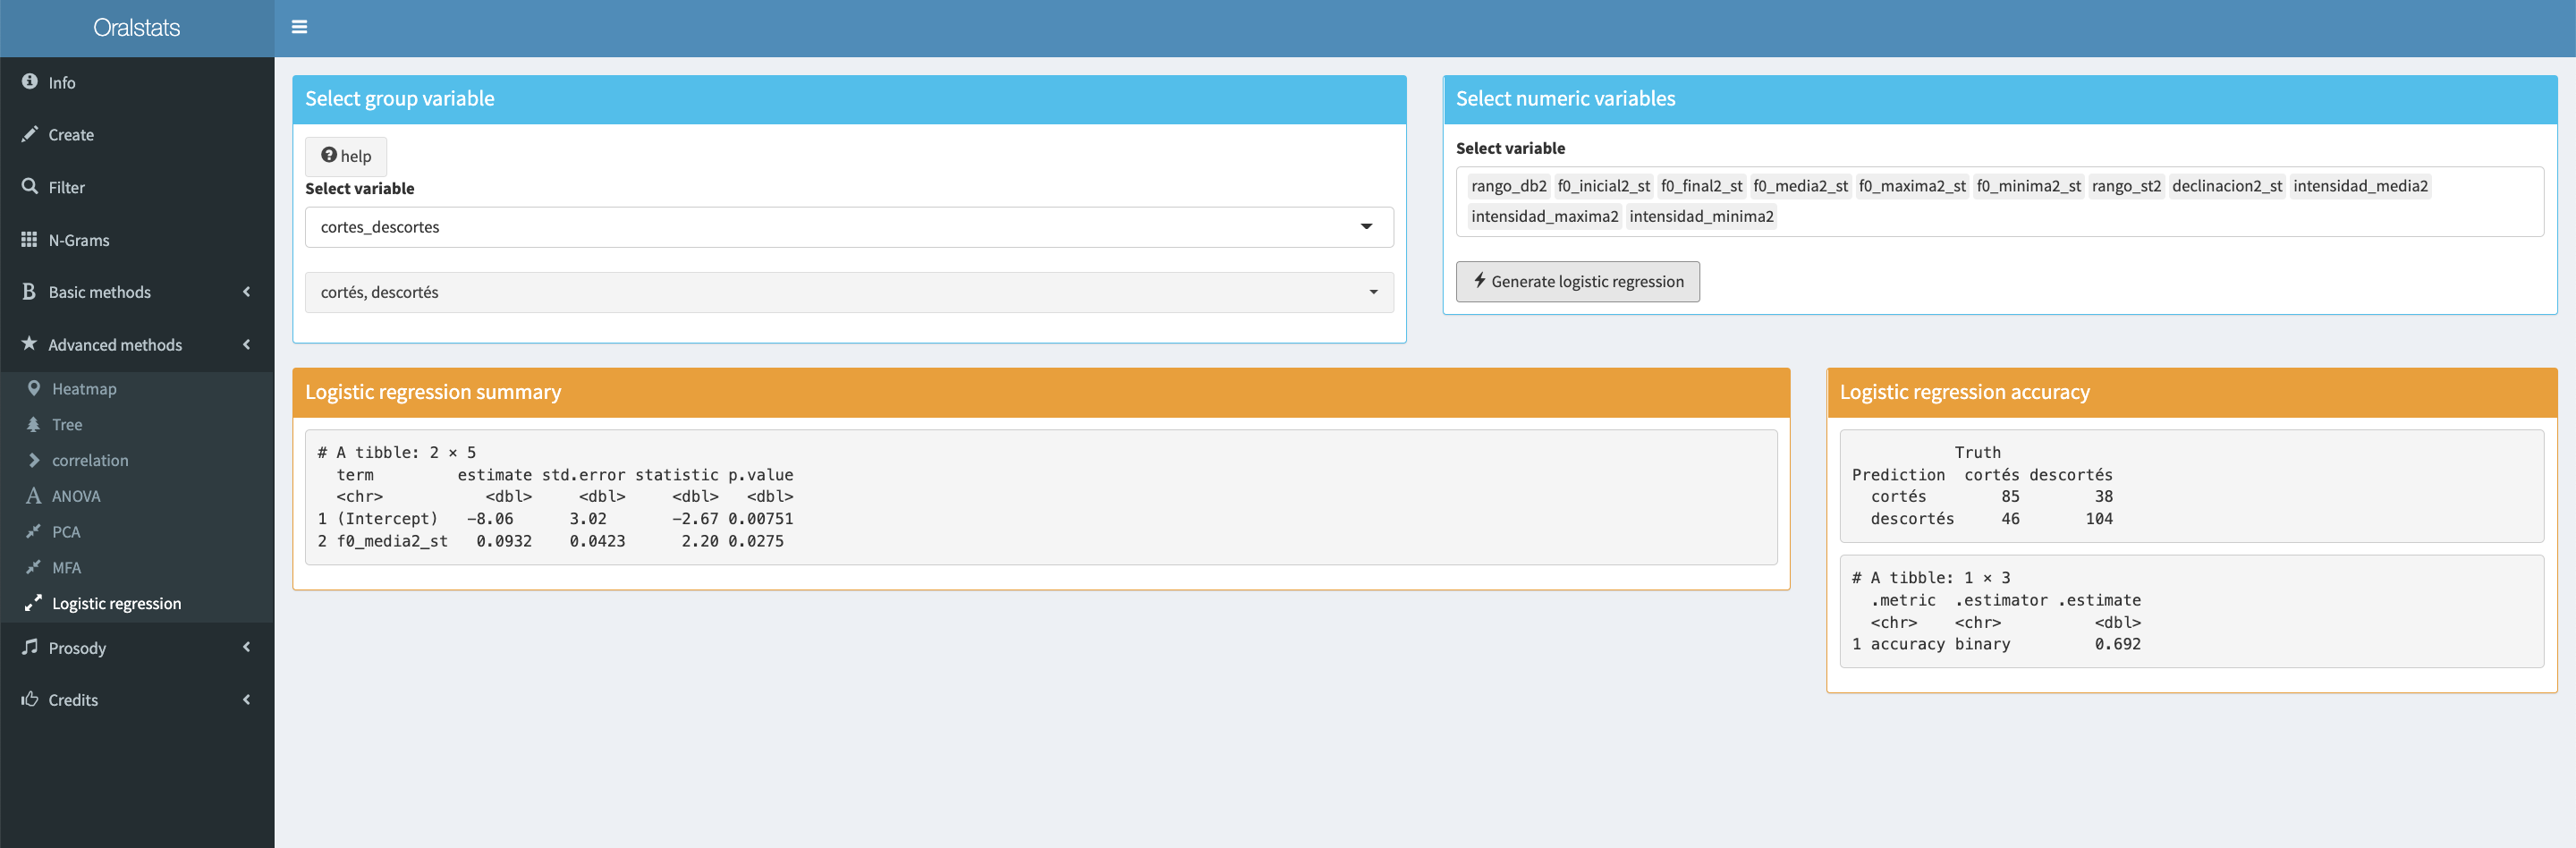 Oralstats
Info
Create
Filter
N-Grams
Basic methods
Advanced methods
Heatmap
Tree
correlation
ANOVA
PCA
MFA
Logistic regression
Prosody
Credits
Select group variable
help
Select variable
cortes_descortes
cortés, descortés
Select numeric variables
Select variable
rango_db2 f0_inicial2_st f0_final2_st f0_media2_st f0_maxima2_st f0_minima2_st rango_st2 declinacion2_st intensidad_media2
intensidad_maxima2 intensidad_minima2
Generate logistic regression
Logistic regression summary
# A tibble: 2 × 5
term estimate std.error statistic p.value
<chr> <dbl> <dbl> <dbl> <dbl>
1 (Intercept) -8.06 3.02 -2.67 0.00751
2 f0_media2_st 0.0932 0.0423 2.20 0.0275
Logistic regression accuracy
Truth
Prediction cortés descortés
cortés 85 38
descortés 46 104
# A tibble: 1 × 3
.metric .estimator .estimate
<chr> <chr> <dbl>
1 accuracy binary 0.692